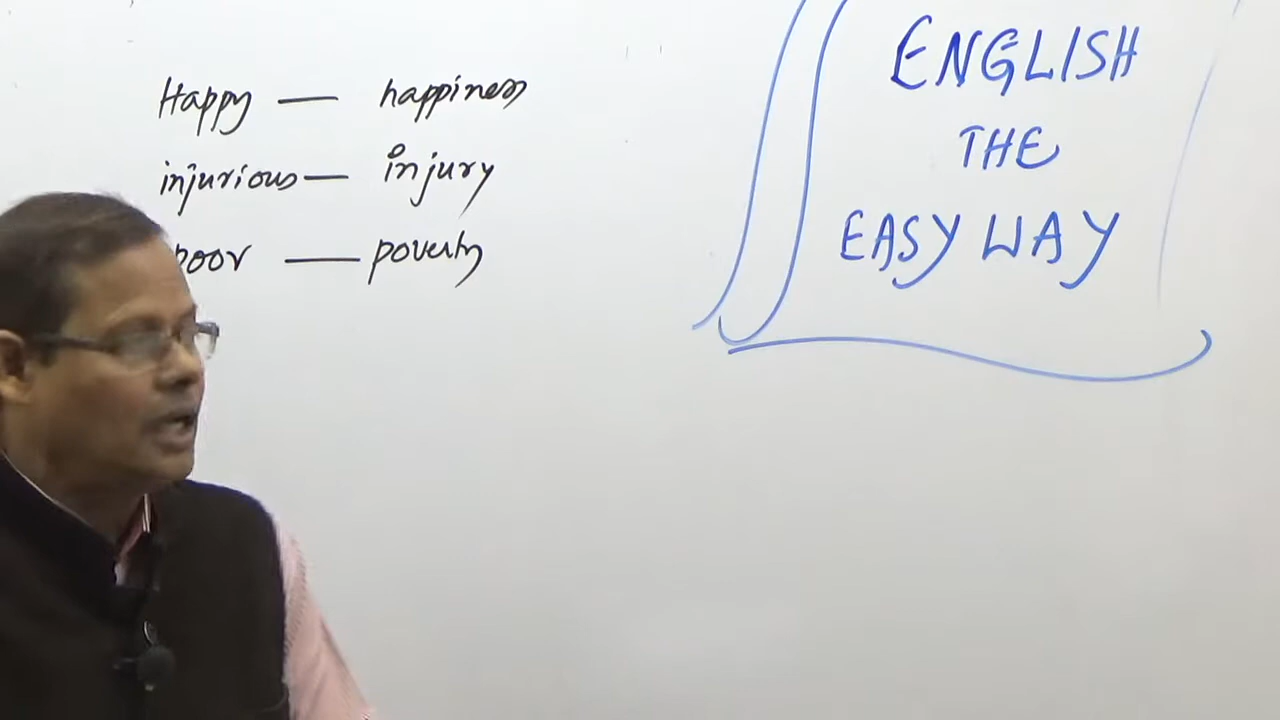 Happy — happiness
injurious — injury
poor — poverty
ENGLISH
THE
EASY WAY